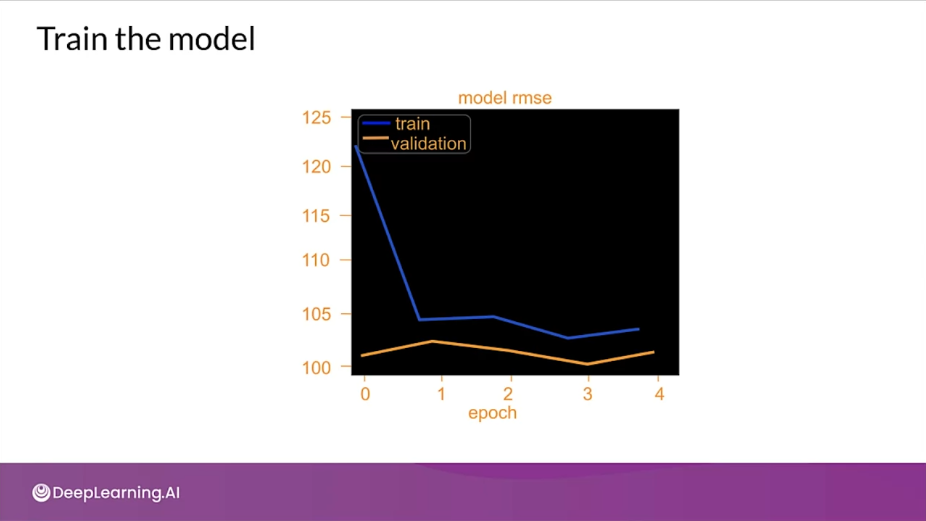 Train the model
model rmse
125
120
115
110
105
100
train
validation
0 1 2 3 4
epoch
DeepLearning.AI